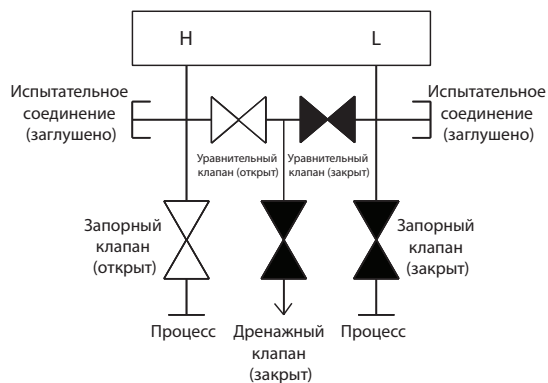 H
L
Испытательное
соединение
(заглушено)
Испытательное
соединение
(заглушено)
Уравнительный
клапан (открыт)
Уравнительный
клапан (закрыт)
Запорный
клапан
(открыт)
Запорный
клапан
(закрыт)
Процесс
Дренажный
клапан
(закрыт)
Процесс